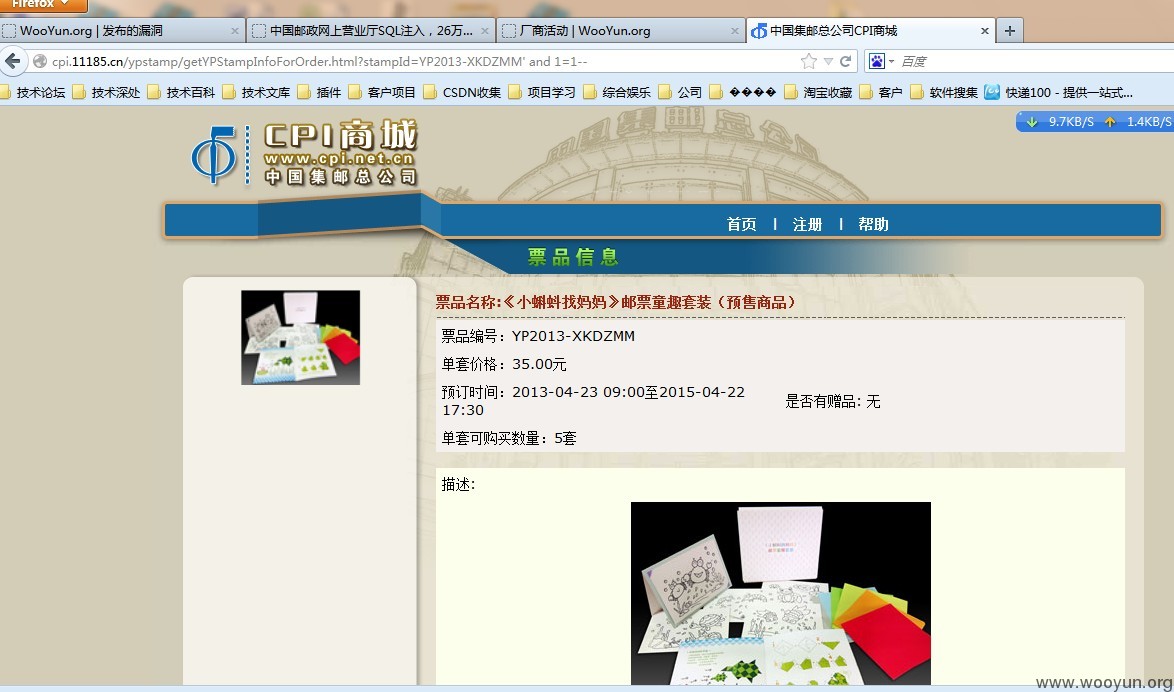 Firefox
WooYun.org | 发布的漏洞
中国邮政网上营业厅SQL注入，26万...
厂商活动 | WooYun.org
中国集邮总公司CPI商城
cpi.11185.cn/ypstamp/getYPStampInfoForOrder.html?stampId=YP2013-XKDZMM' and 1=1--
百度
技术论坛 技术深处 技术百科 技术文库 插件 客户项目 CSDN收集 项目学习 综合娱乐 公司 ���� 淘宝收藏 客户 软件搜集 快递100 - 提供一站式...
9.7KB/S 1.4KB/S
CPI商城
www.cpi.net.cn
中国集邮总公司
首页 | 注册 | 帮助
票品信息
票品名称:《小蝌蚪找妈妈》邮票童趣套装（预售商品）
票品编号：YP2013-XKDZMM
单套价格：35.00元
预订时间：2013-04-23 09:00至2015-04-22
17:30
是否有赠品: 无
单套可购买数量：5套
描述:
www.wooyun.org